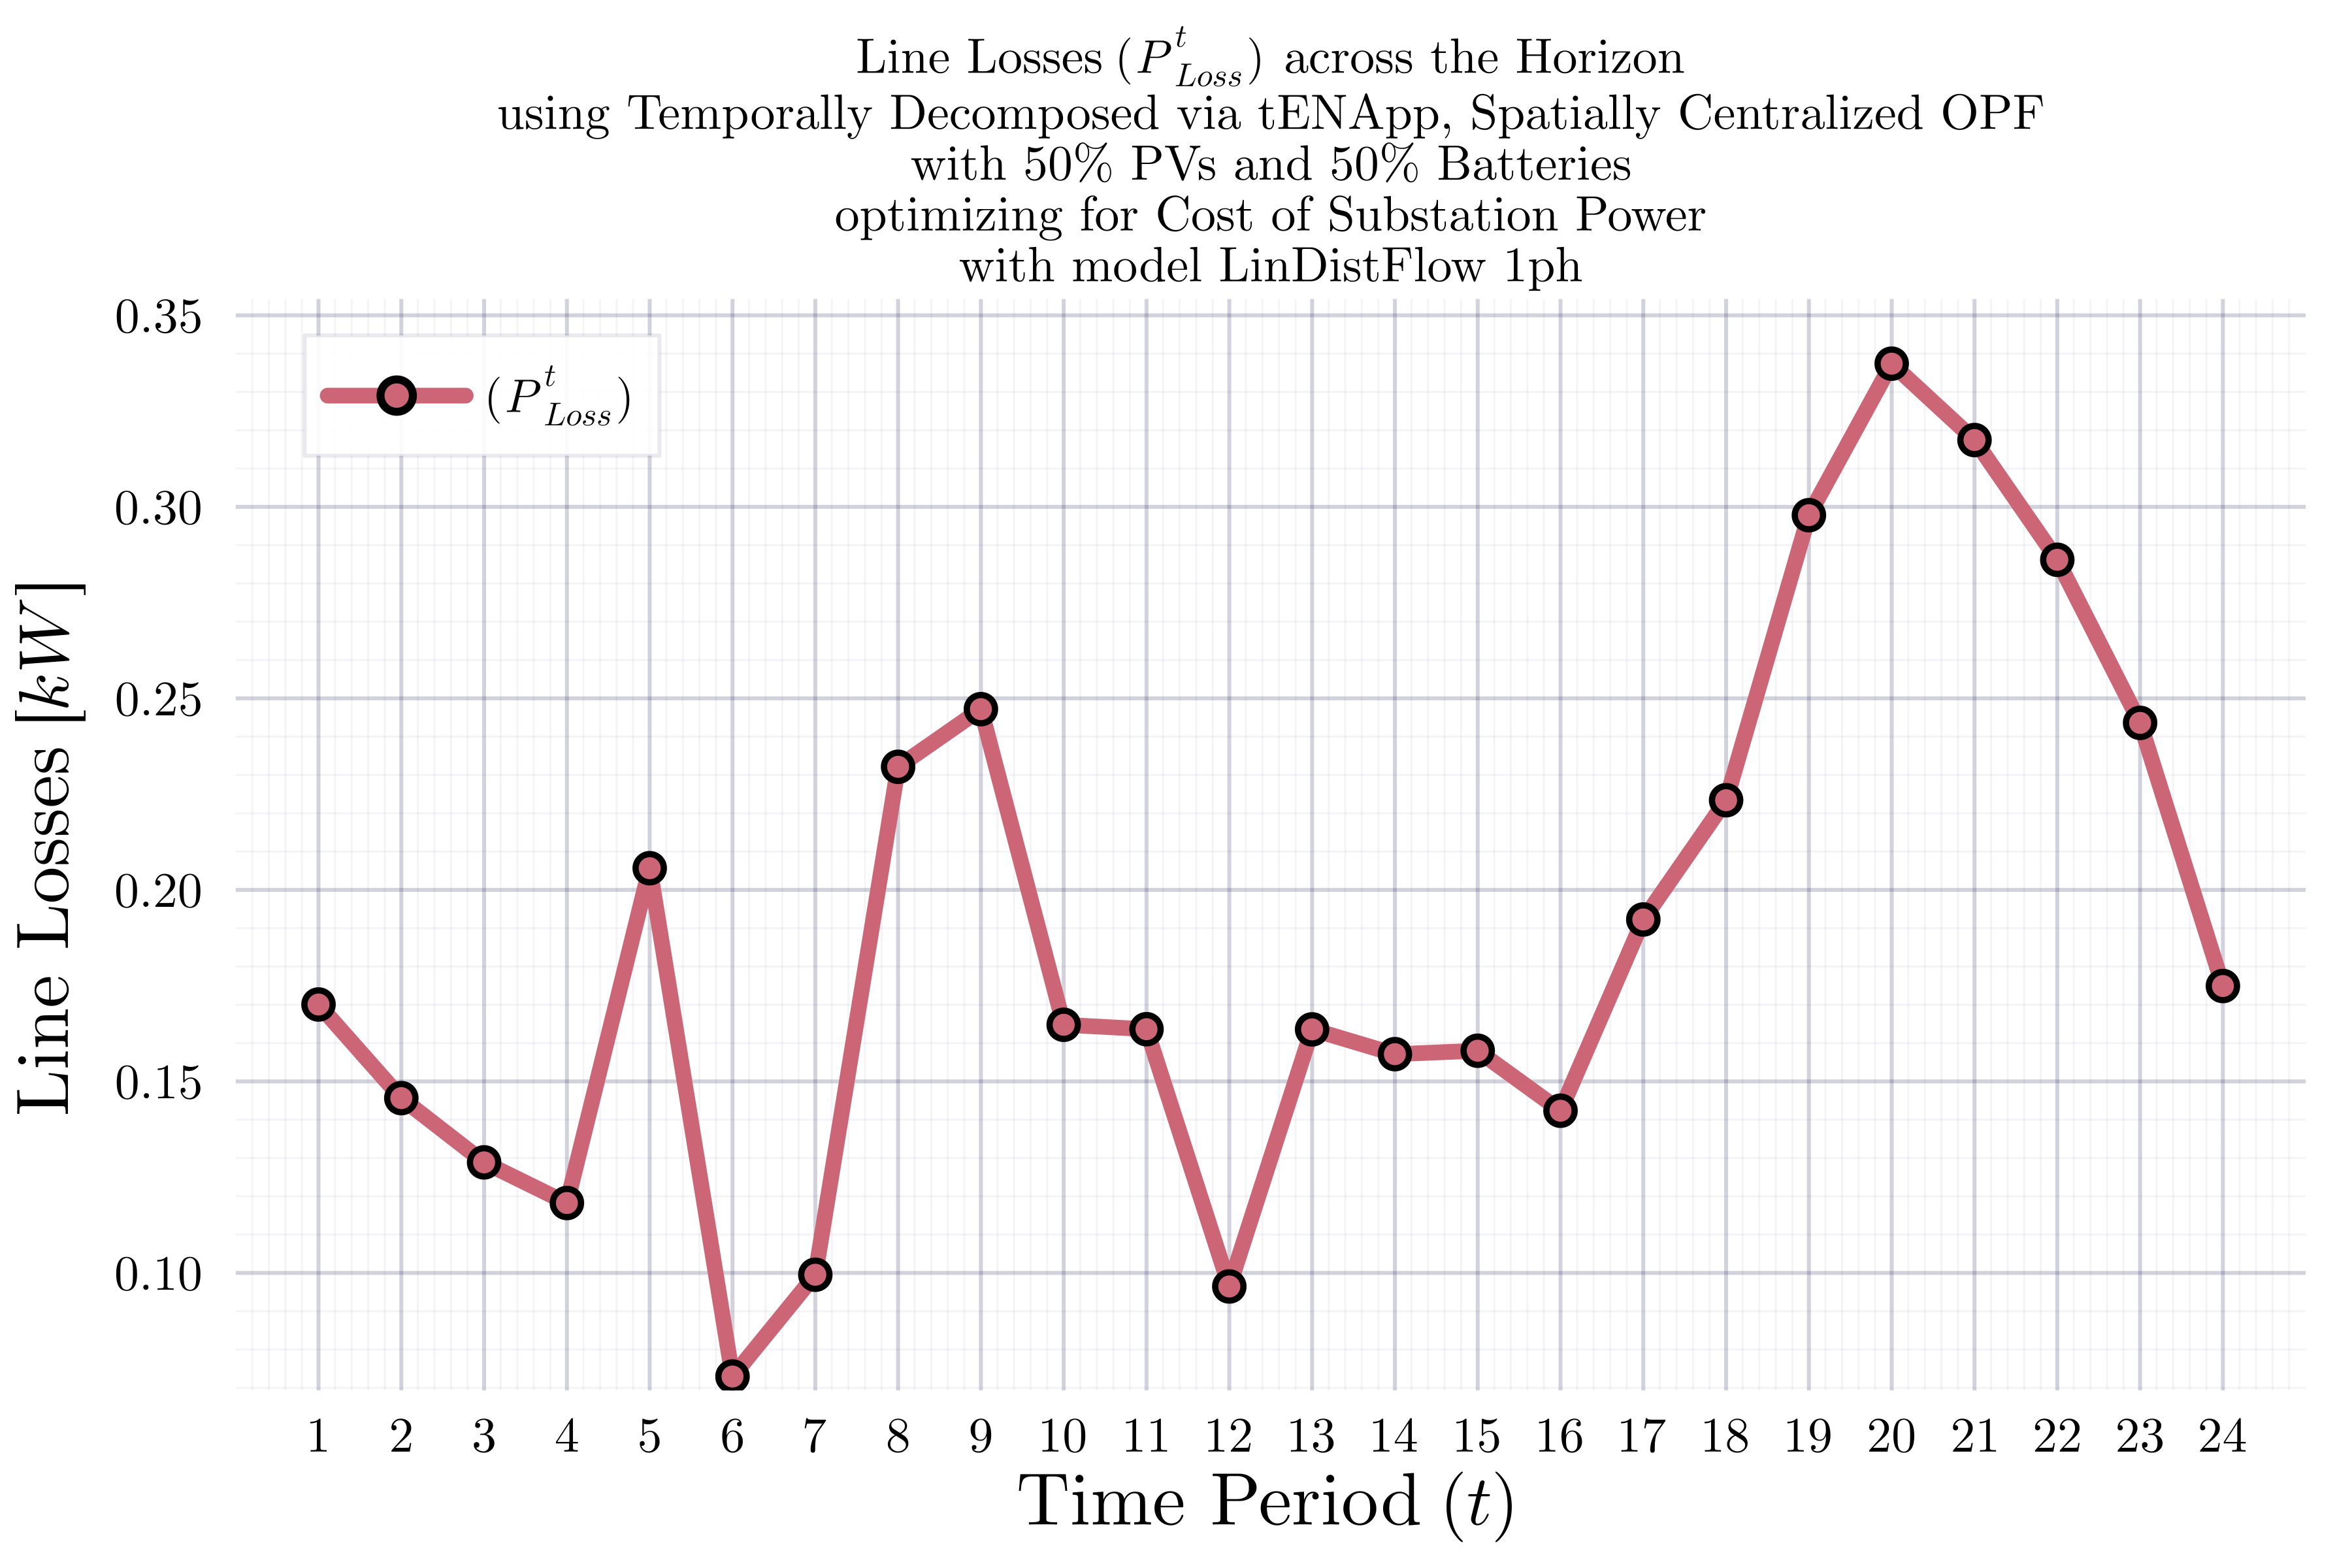 Line Losses (P^t_Loss) across the Horizon
using Temporally Decomposed via tENApp, Spatially Centralized OPF
with 50% PVs and 50% Batteries
optimizing for Cost of Substation Power
with model LinDistFlow 1ph
(P^t_Loss)
0.35
0.30
0.25
0.20
0.15
0.10
Line Losses [kW]
1 2 3 4 5 6 7 8 9 10 11 12 13 14 15 16 17 18 19 20 21 22 23 24
Time Period (t)